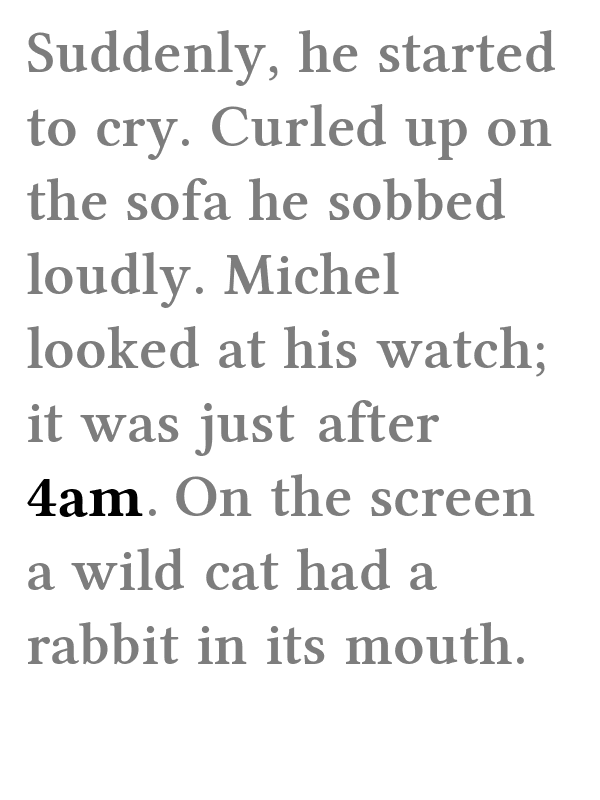 Suddenly, he started
to cry. Curled up on
the sofa he sobbed
loudly. Michel
looked at his watch;
it was just after
4am. On the screen
a wild cat had a
rabbit in its mouth.